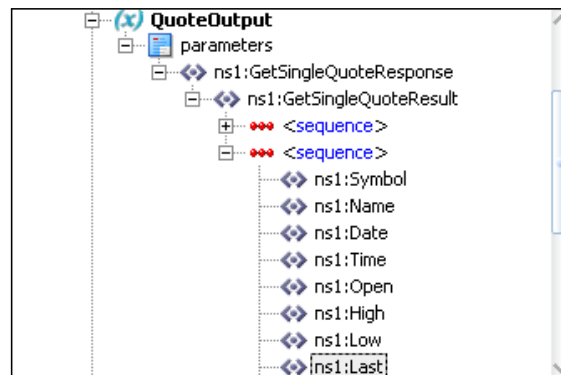 (x) QuoteOutput
parameters
ns1:GetSingleQuoteResponse
ns1:GetSingleQuoteResult
<sequence>
<sequence>
ns1:Symbol
ns1:Name
ns1:Date
ns1:Time
ns1:Open
ns1:High
ns1:Low
ns1:Last